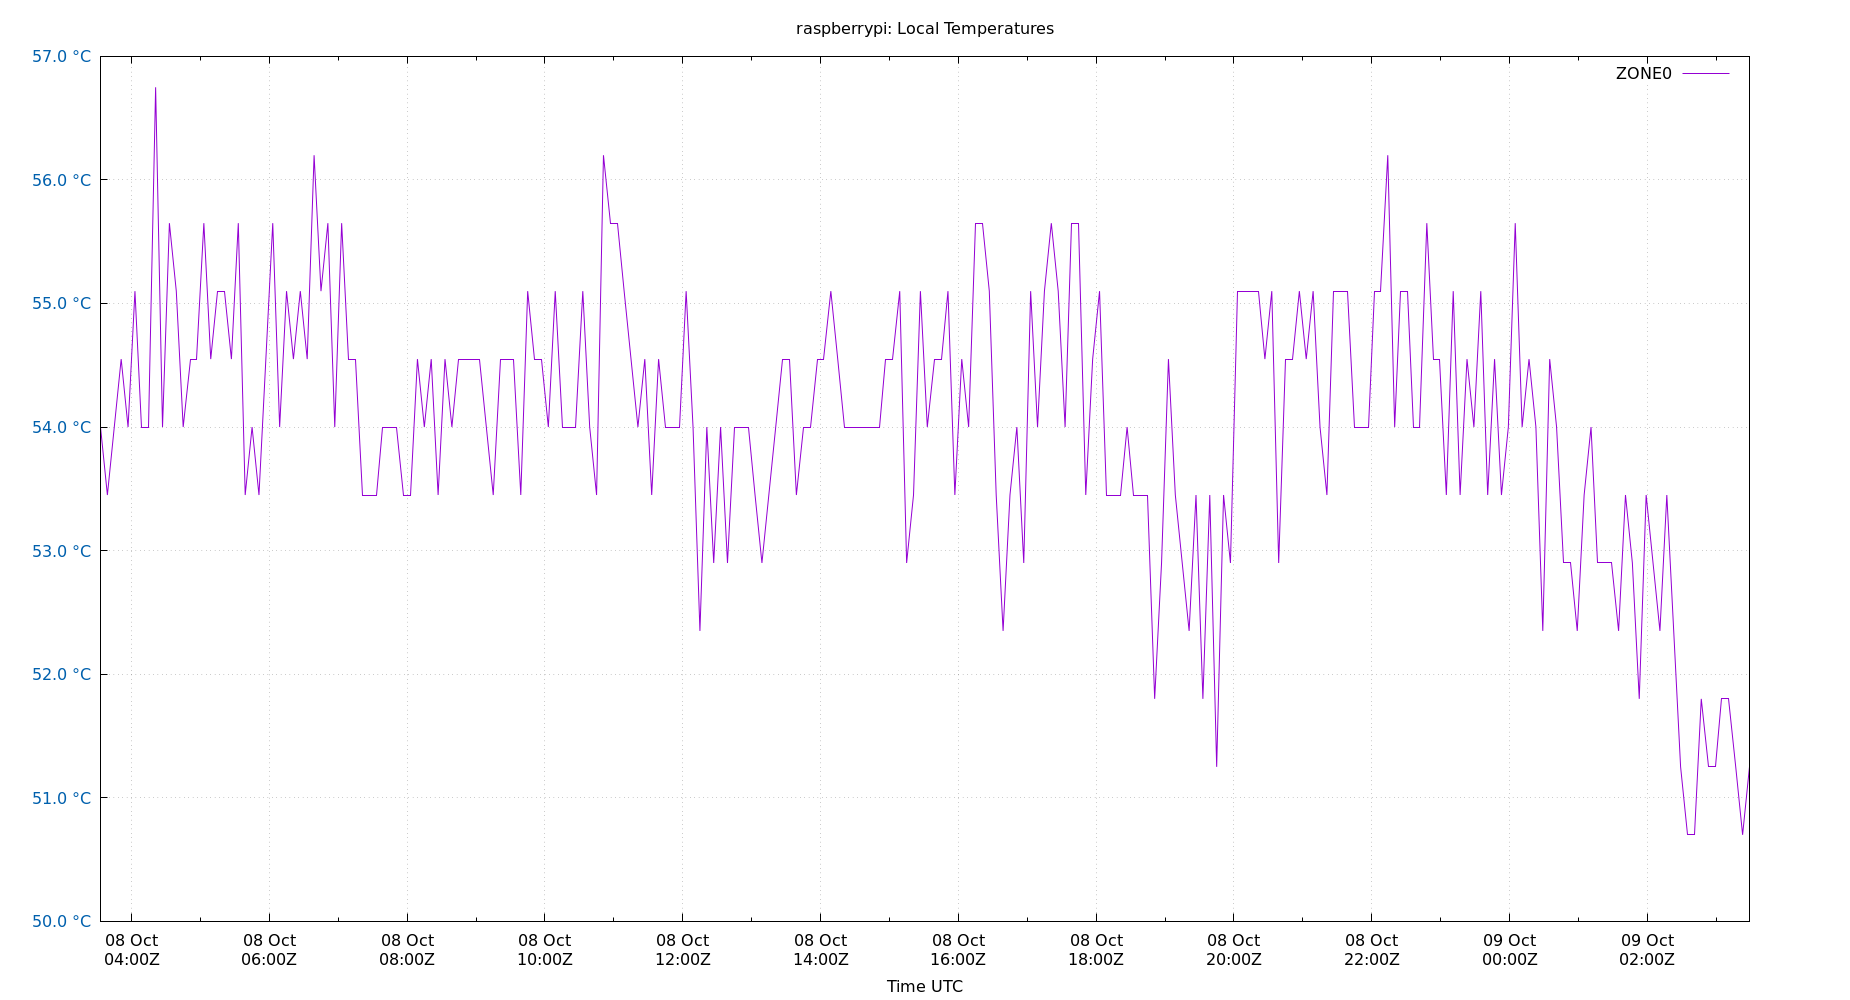 raspberrypi: Local Temperatures
ZONE0
57.0 °C
56.0 °C
55.0 °C
54.0 °C
53.0 °C
52.0 °C
51.0 °C
50.0 °C
08 Oct 08 Oct 08 Oct 08 Oct 08 Oct 08 Oct 08 Oct 08 Oct 08 Oct 08 Oct 09 Oct 09 Oct
04:00Z 06:00Z 08:00Z 10:00Z 12:00Z 14:00Z 16:00Z 18:00Z 20:00Z 22:00Z 00:00Z 02:00Z
Time UTC